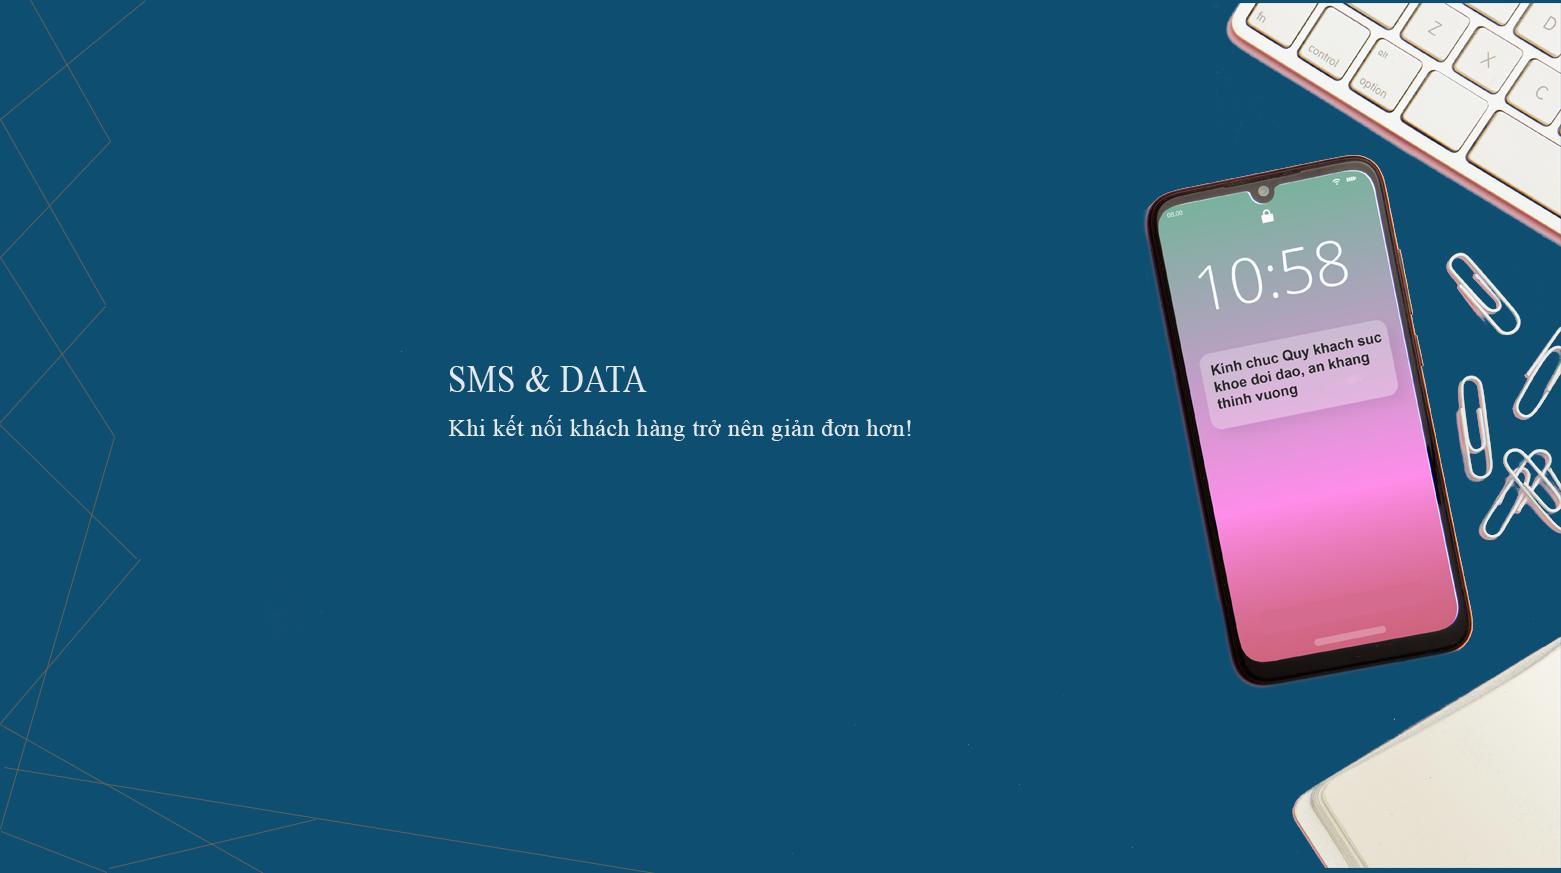 SMS & DATA
Khi kết nối khách hàng trở nên giản đơn hơn!
fn
control
alt
option
Z
X
C
D
08.00
10:58
Kinh chuc Quy khach suc
khoe doi dao, an khang
thinh vuong